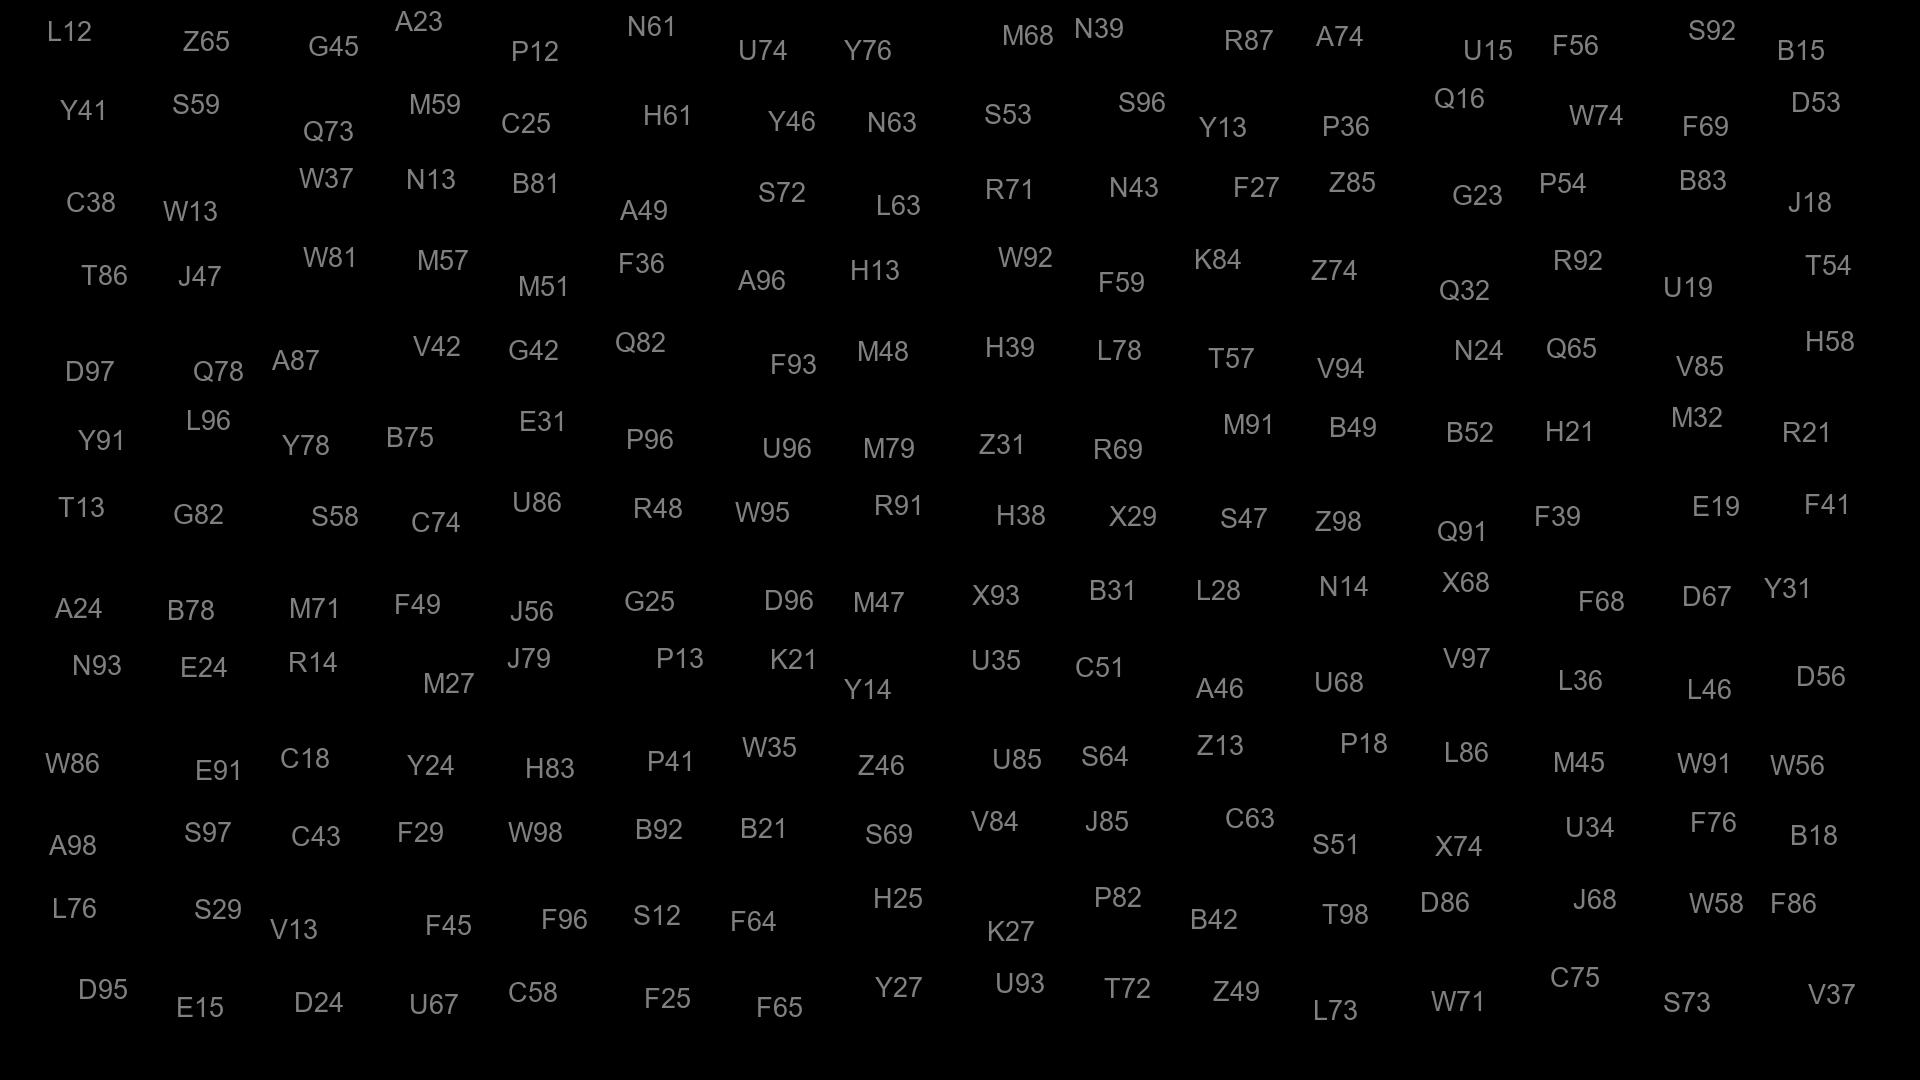 L12 Z65 G45 A23 P12 N61 U74 Y76 M68 N39 R87 A74 U15 F56 S92 B15
Y41 S59 Q73 M59 C25 H61 Y46 N63 S53 S96 Y13 P36 Q16 W74 F69 D53
C38 W13 W37 N13 B81 A49 S72 L63 R71 N43 F27 Z85 G23 P54 B83 J18
T86 J47 W81 M57 M51 F36 A96 H13 W92 F59 K84 Z74 Q32 R92 U19 T54
D97 Q78 A87 V42 G42 Q82 F93 M48 H39 L78 T57 V94 N24 Q65 V85 H58
Y91 L96 Y78 B75 E31 P96 U96 M79 Z31 R69 M91 B49 B52 H21 M32 R21
T13 G82 S58 C74 U86 R48 W95 R91 H38 X29 S47 Z98 Q91 F39 E19 F41
A24 B78 M71 F49 J56 G25 D96 M47 X93 B31 L28 N14 X68 F68 D67 Y31
N93 E24 R14 M27 J79 P13 K21 Y14 U35 C51 A46 U68 V97 L36 L46 D56
W86 E91 C18 Y24 H83 P41 W35 Z46 U85 S64 Z13 P18 L86 M45 W91 W56
A98 S97 C43 F29 W98 B92 B21 S69 V84 J85 C63 S51 X74 U34 F76 B18
L76 S29 V13 F45 F96 S12 F64 H25 K27 P82 B42 T98 D86 J68 W58 F86
D95 E15 D24 U67 C58 F25 F65 Y27 U93 T72 Z49 L73 W71 C75 S73 V37